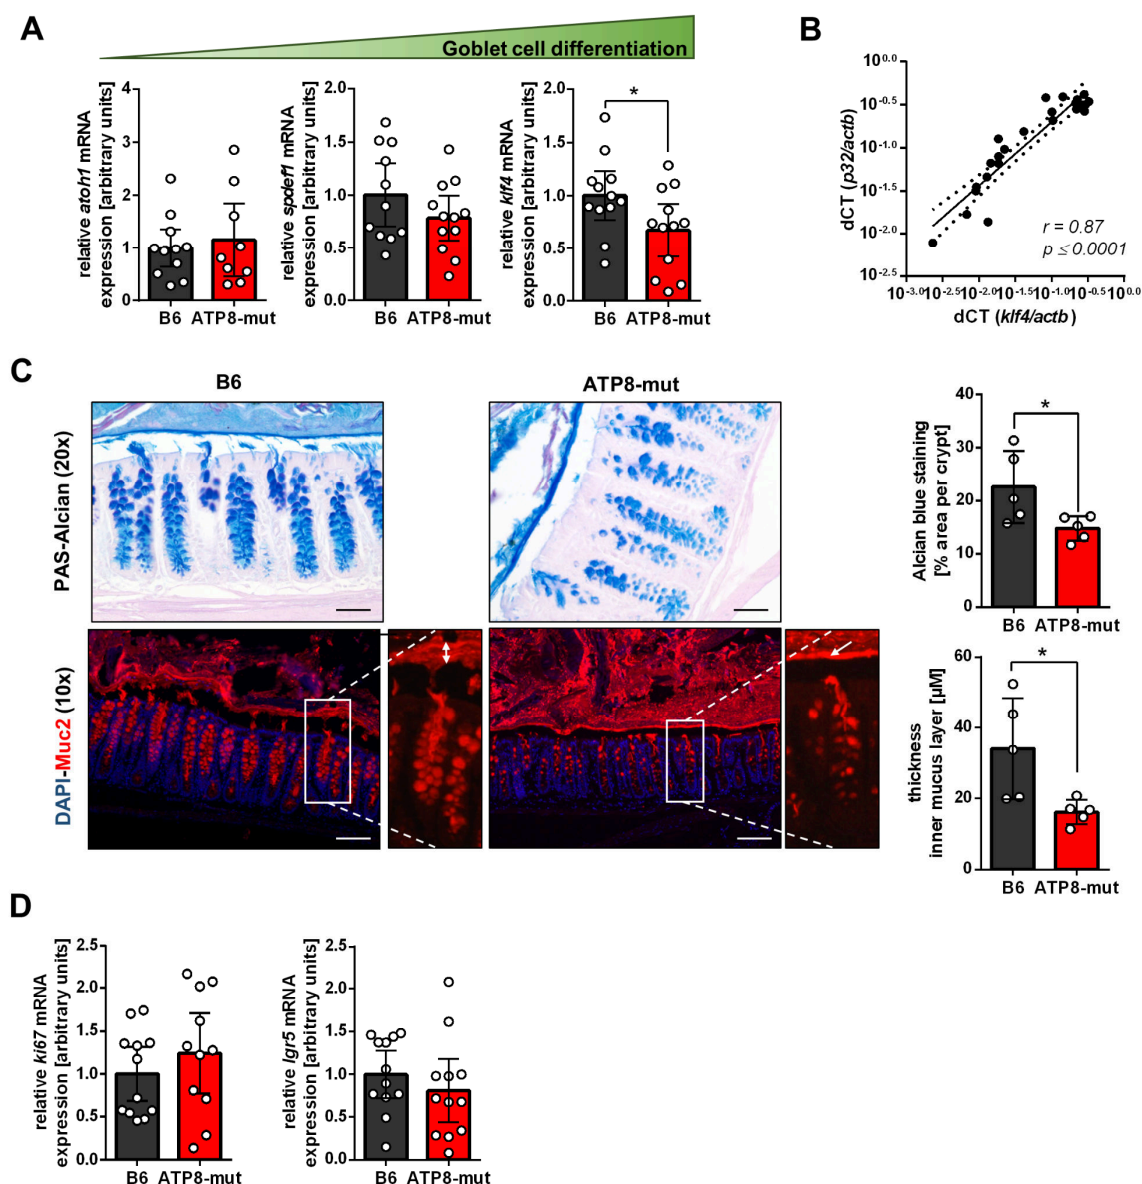 A
Goblet cell differentiation
relative atoh1 mRNA
expression [arbitrary units]
4
3
2
1
0
B6 ATP8-mut
relative spdef1 mRNA
expression [arbitrary units]
2.0
1.5
1.0
0.5
0.0
B6 ATP8-mut
relative klf4 mRNA
expression [arbitrary units]
2.0
1.5
1.0
0.5
0.0
*
B6 ATP8-mut
B
dCT (p32/actb)
10^0.0
10^-0.5
10^-1.0
10^-1.5
10^-2.0
10^-2.5
r = 0.87
p ≤ 0.0001
10^-3.0 10^-2.5 10^-2.0 10^-1.5 10^-1.0 10^-0.5 10^0.0
dCT (klf4/actb)
C
B6
ATP8-mut
PAS-Alcian (20x)
DAPI-Muc2 (10x)
Alcian blue staining
[% area per crypt]
40
30
20
10
0
*
B6 ATP8-mut
thickness
inner mucus layer [µM]
60
40
20
0
*
B6 ATP8-mut
D
relative ki67 mRNA
expression [arbitrary units]
2.5
2.0
1.5
1.0
0.5
0.0
B6 ATP8-mut
relative lgr5 mRNA
expression [arbitrary units]
2.5
2.0
1.5
1.0
0.5
0.0
B6 ATP8-mut